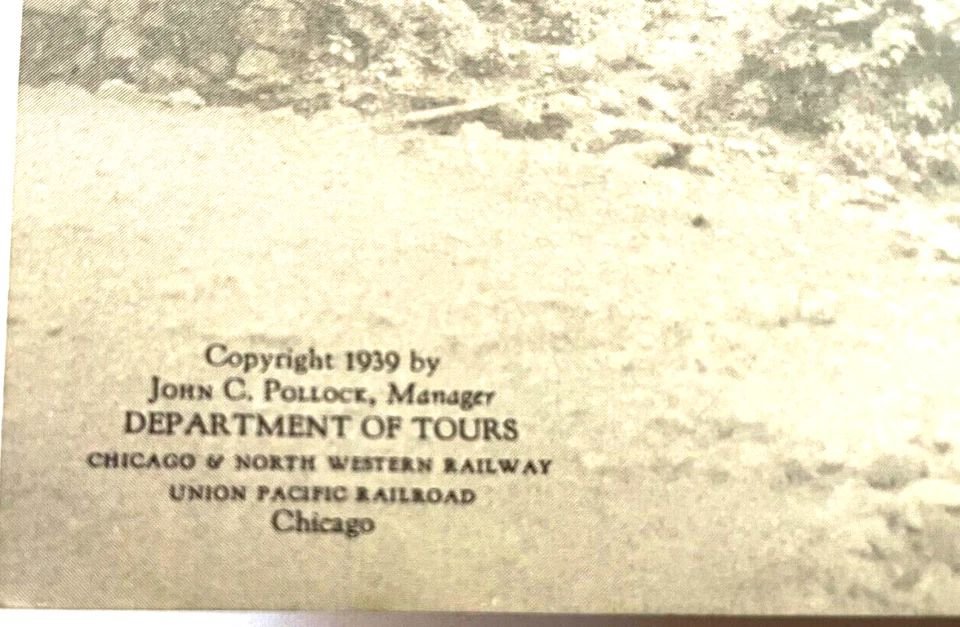 Copyright 1939 by
JOHN C. POLLOCK, Manager
DEPARTMENT OF TOURS
CHICAGO & NORTH WESTERN RAILWAY
UNION PACIFIC RAILROAD
Chicago